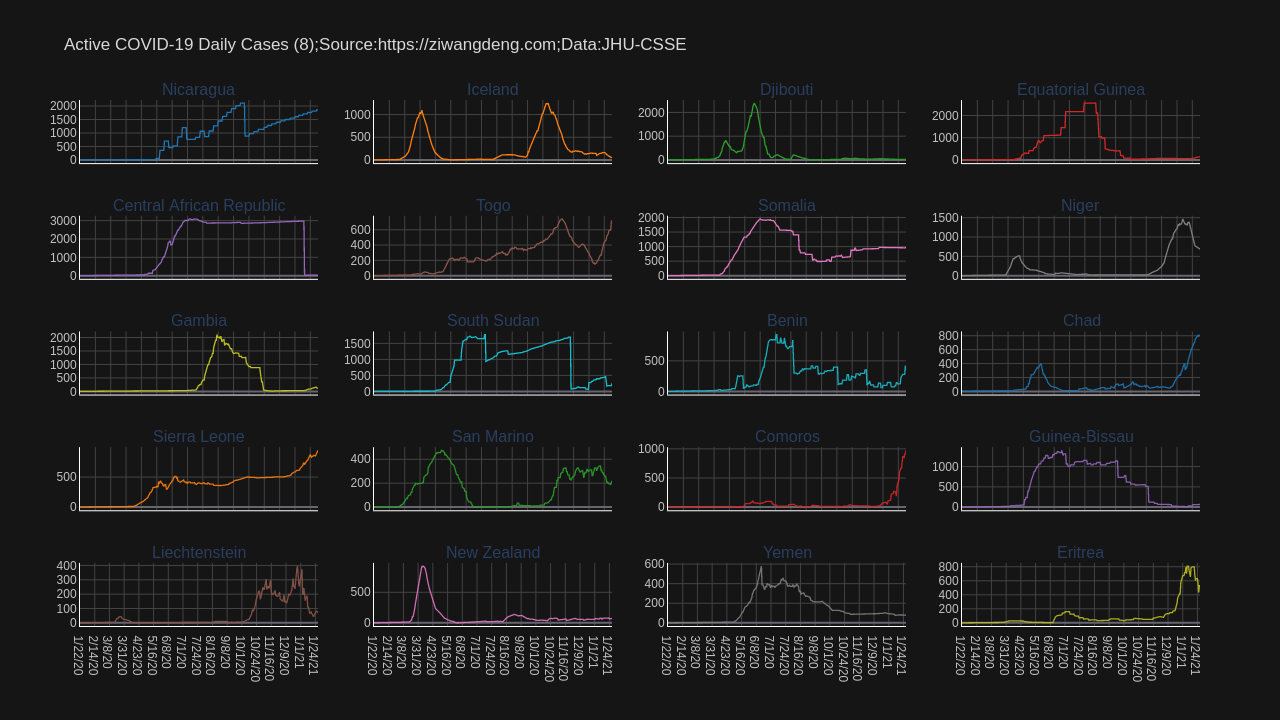 Active COVID-19 Daily Cases (8);Source:https://ziwangdeng.com;Data:JHU-CSSE
Nicaragua Iceland Djibouti Equatorial Guinea
2000 1500 1000 500 0
1000 500 0
2000 1000 0
2000 1000 0
Central African Republic Togo Somalia Niger
3000 2000 1000 0
600 400 200 0
2000 1500 1000 500 0
1500 1000 500 0
Gambia South Sudan Benin Chad
2000 1500 1000 500 0
1500 1000 500 0
500 0
800 600 400 200 0
Sierra Leone San Marino Comoros Guinea-Bissau
500 0
400 200 0
1000 500 0
1000 500 0
Liechtenstein New Zealand Yemen Eritrea
400 300 200 100 0
500 0
600 400 200 0
800 600 400 200 0
1/22/20 2/14/20 3/8/20 3/31/20 4/23/20 5/16/20 6/8/20 7/1/20 7/24/20 8/16/20 9/8/20 10/1/20 10/24/20 11/16/20 12/9/20 1/1/21 1/24/21
1/22/20 2/14/20 3/8/20 3/31/20 4/23/20 5/16/20 6/8/20 7/1/20 7/24/20 8/16/20 9/8/20 10/1/20 10/24/20 11/16/20 12/9/20 1/1/21 1/24/21
1/22/20 2/14/20 3/8/20 3/31/20 4/23/20 5/16/20 6/8/20 7/1/20 7/24/20 8/16/20 9/8/20 10/1/20 10/24/20 11/16/20 12/9/20 1/1/21 1/24/21
1/22/20 2/14/20 3/8/20 3/31/20 4/23/20 5/16/20 6/8/20 7/1/20 7/24/20 8/16/20 9/8/20 10/1/20 10/24/20 11/16/20 12/9/20 1/1/21 1/24/21